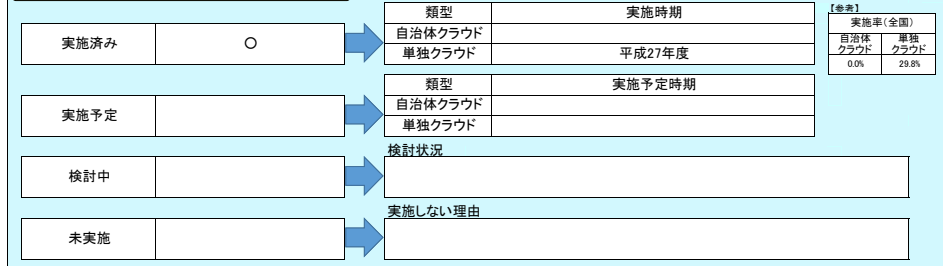 類型 実施時期
実施済み ○ 自治体クラウド
単独クラウド 平成27年度
【参考】
実施率(全国)
自治体クラウド 単独クラウド
0.0% 29.8%
類型 実施予定時期
実施予定 自治体クラウド
単独クラウド
検討状況
検討中
実施しない理由
未実施